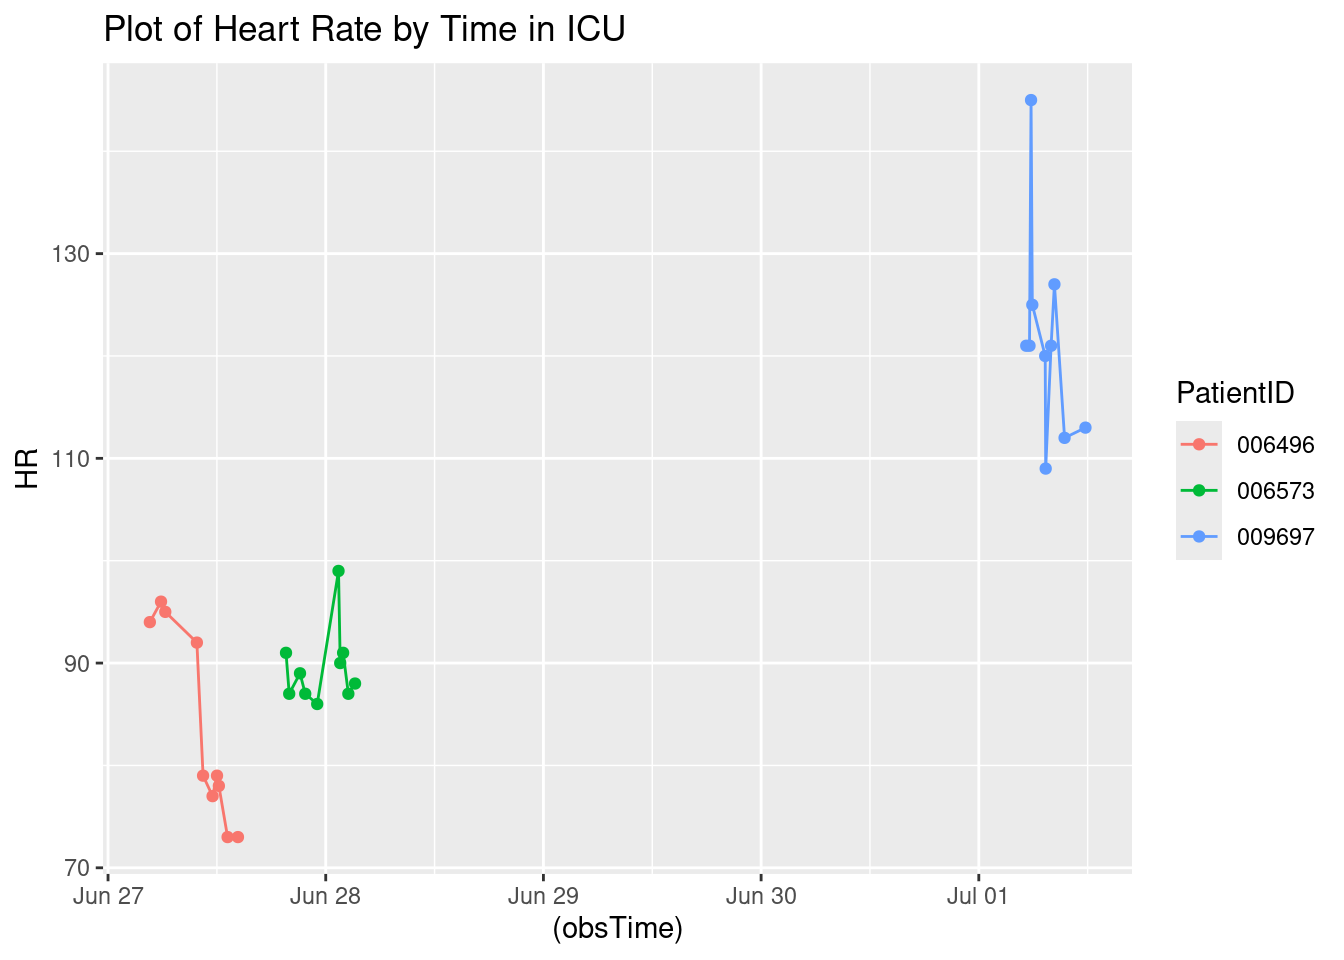 Plot of Heart Rate by Time in ICU
HR
130
110
90
70
Jun 27
Jun 28
Jun 29
Jun 30
Jul 01
(obsTime)
PatientID
006496
006573
009697